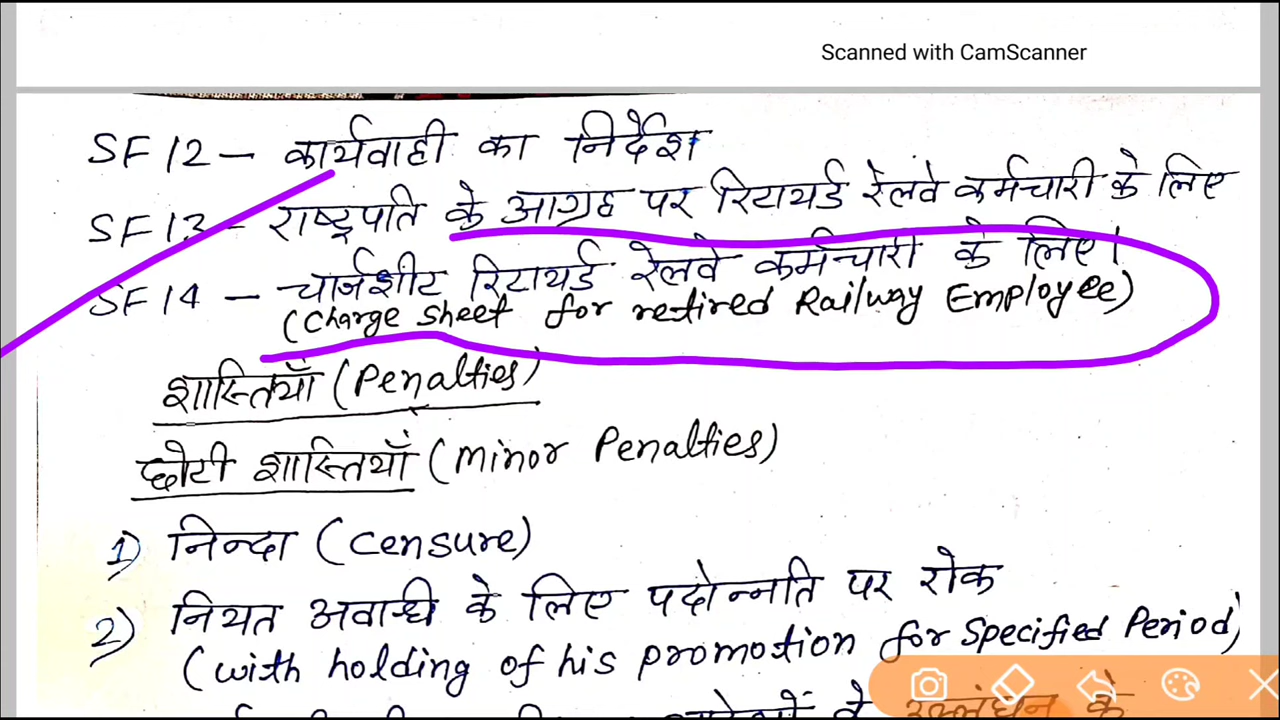 Scanned with CamScanner
SF 12 - कार्यवाही का निर्देश
SF 13 - राष्ट्रपति के आग्रह पर रिटायर्ड रेलवे कर्मचारी के लिए
SF 14 - चार्जशीट रिटायर्ड रेलवे कर्मचारी के लिए।
(Charge sheet for retired Railway Employee)
शास्तियाँ (Penalties)
छोटी शास्तियाँ (Minor Penalties)
1) निन्दा (Censure)
2) नियत अवधि के लिए पदोन्नति पर रोक
(with holding of his promotion for Specified Period)
उल्लंघन के